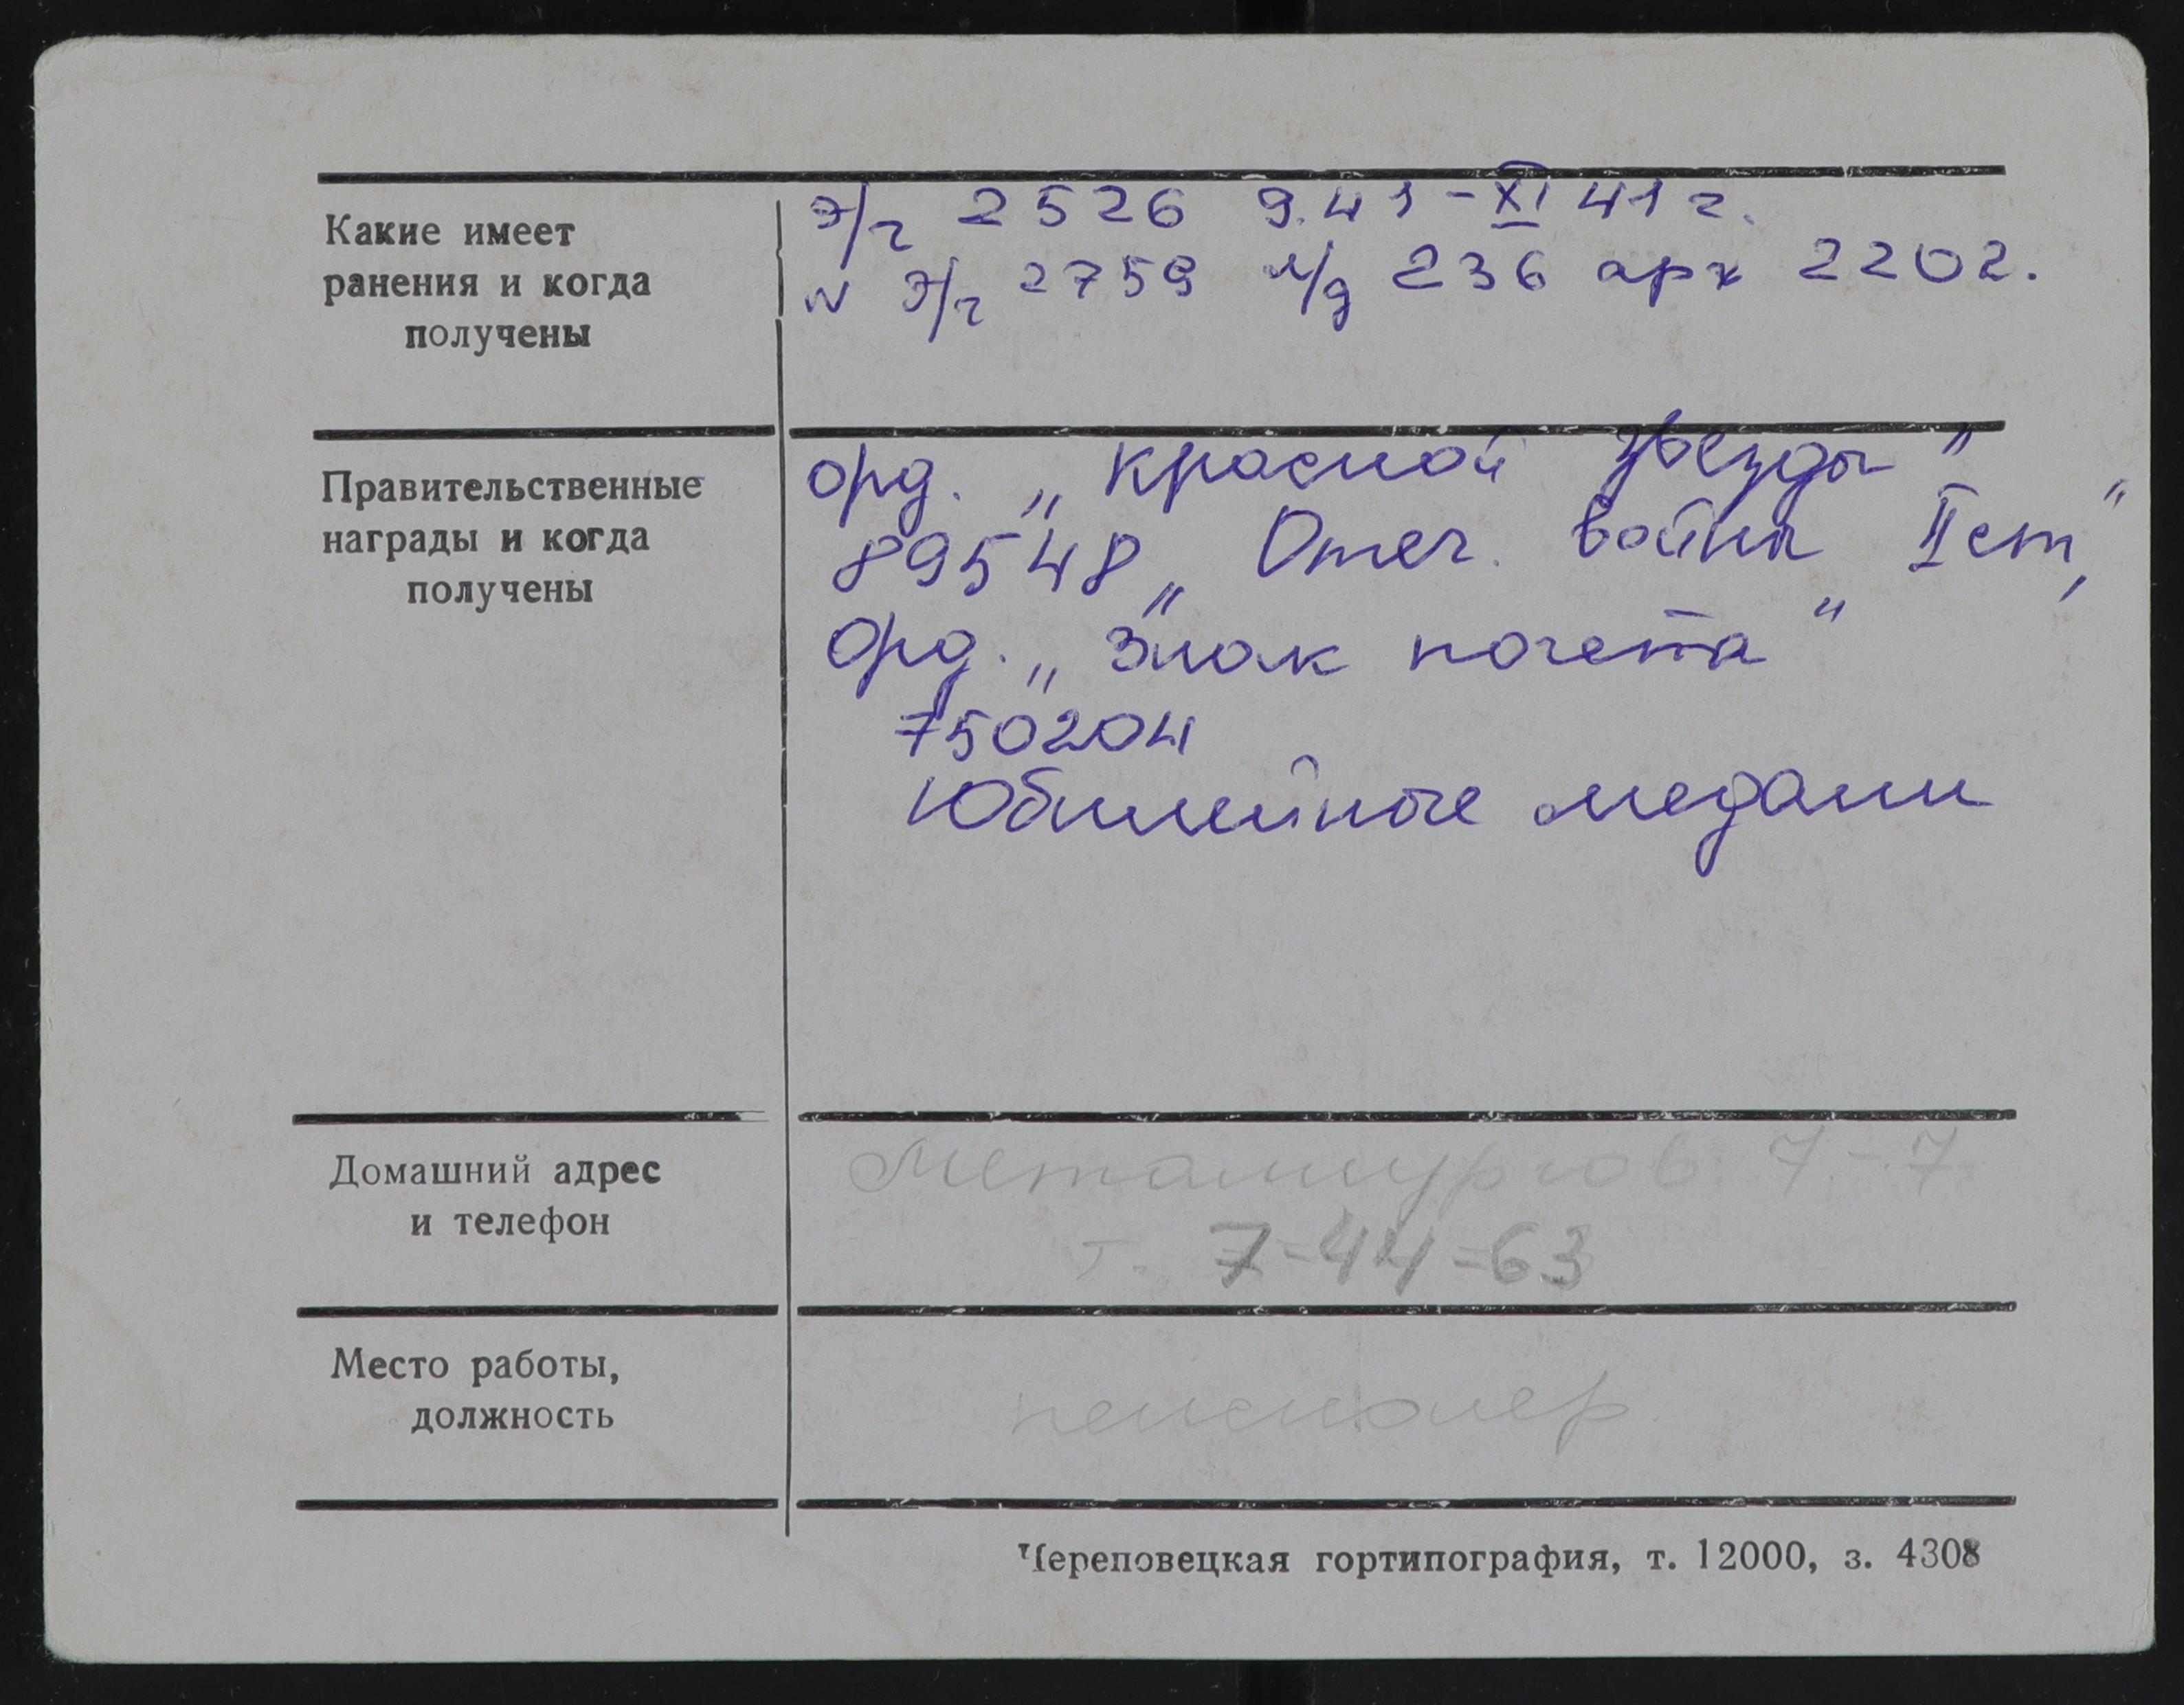 Какие имеет
ранения и когда
получены
э/г 2526 9.41 - XI 41 г.
N э/г 2759 м/д 236 арх 2202.
Правительственные
награды и когда
получены
орд. „Красной Звезды"
89548 „Отеч. войны II ст,"
Орд. „Знак почета"
750204
Юбилейные медали
Домашний адрес
и телефон
Металлургов 7-7
т. 7-44-63
Место работы,
должность
пенсионер
Череповецкая гортипография, т. 12000, з. 4308